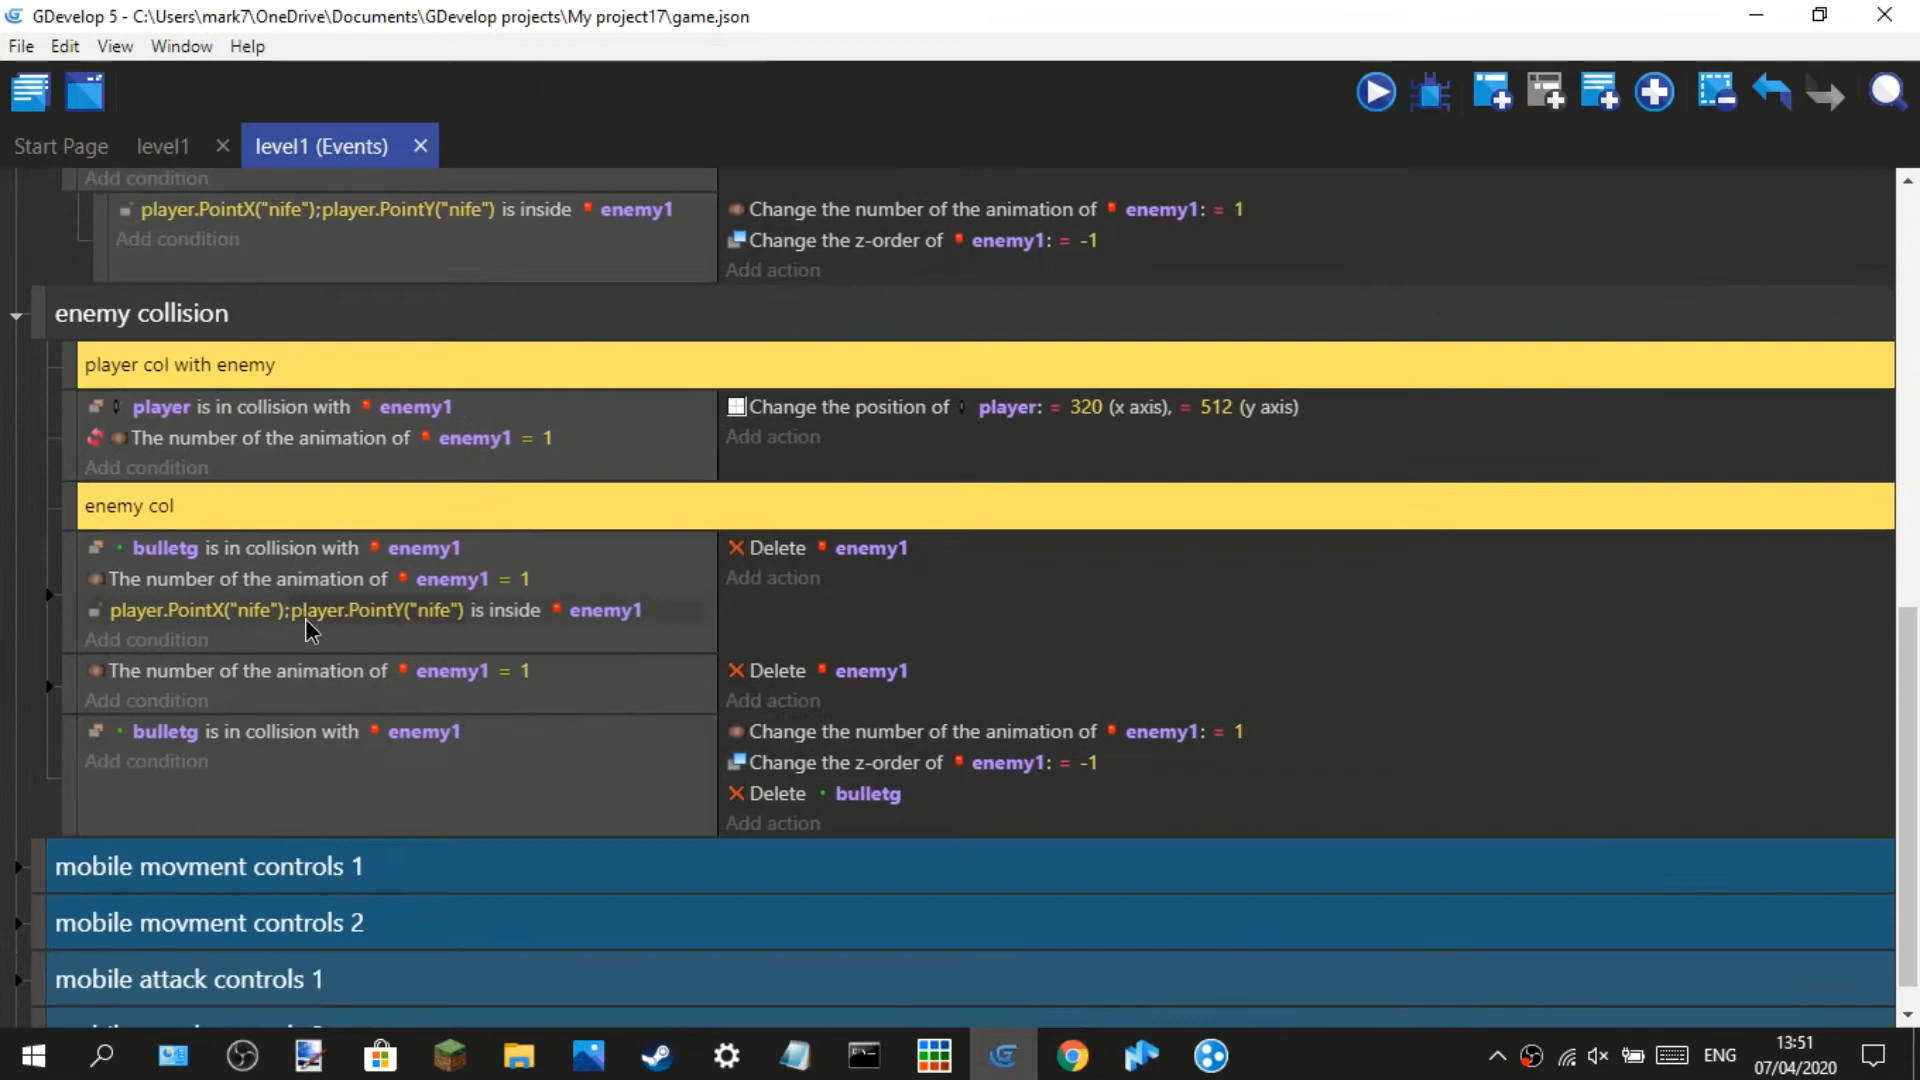 GDevelop 5 - C:\Users\mark7\OneDrive\Documents\GDevelop projects\My project17\game.json
File Edit View Window Help
Start Page level1 level1 (Events)
Add condition
player.PointX("nife");player.PointY("nife") is inside enemy1 Change the number of the animation of enemy1: = 1
Add condition Change the z-order of enemy1: = -1
Add action
enemy collision
player col with enemy
player is in collision with enemy1 Change the position of player: = 320 (x axis), = 512 (y axis)
The number of the animation of enemy1 = 1 Add action
Add condition
enemy col
bulletg is in collision with enemy1 Delete enemy1
The number of the animation of enemy1 = 1 Add action
player.PointX("nife");player.PointY("nife") is inside enemy1
Add condition
The number of the animation of enemy1 = 1 Delete enemy1
Add condition Add action
bulletg is in collision with enemy1 Change the number of the animation of enemy1: = 1
Add condition Change the z-order of enemy1: = -1
Delete bulletg
Add action
mobile movment controls 1
mobile movment controls 2
mobile attack controls 1
ENG 13:51
07/04/2020